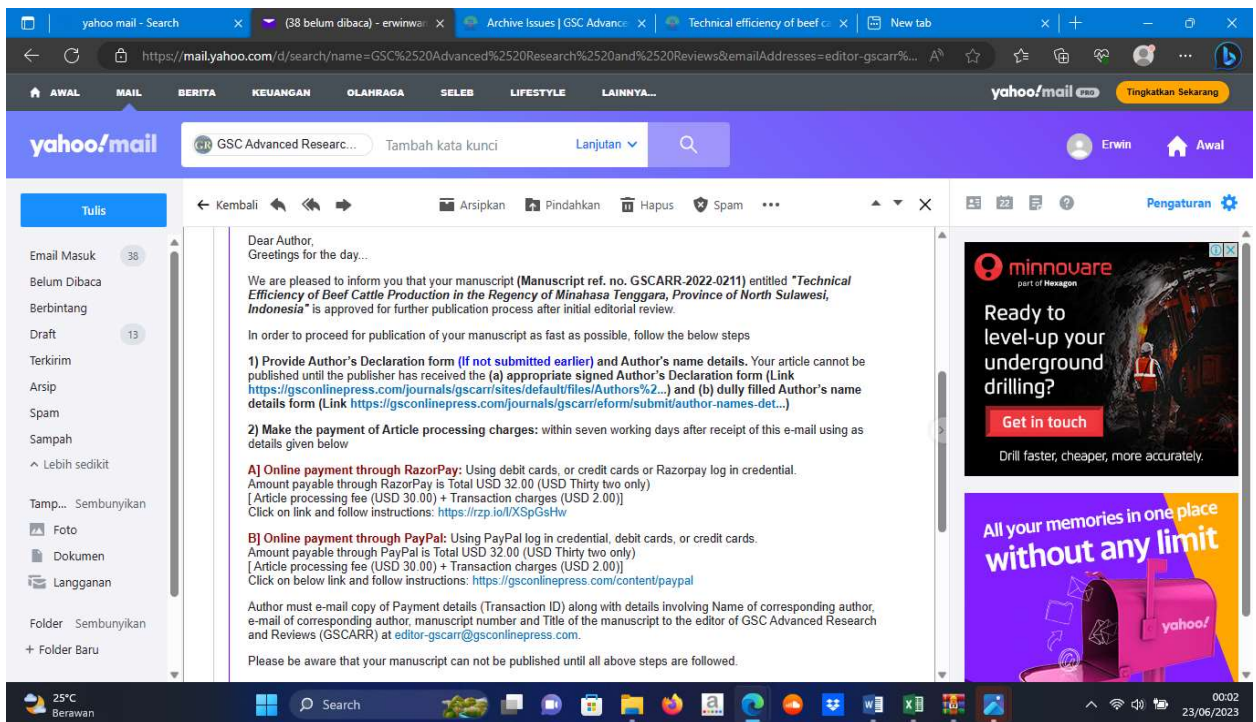 yahoo mail - Search
(38 belum dibaca) - erwinwan
Archive Issues | GSC Advance
Technical efficiency of beef ca
New tab
https://mail.yahoo.com/d/search/name=GSC%2520Advanced%2520Research%2520and%2520Reviews&emailAddresses=editor-gscarr%...
AWAL MAIL BERITA KEUANGAN OLAHRAGA SELEB LIFESTYLE LAINNYA...
yahoo!mail PRO Tingkatkan Sekarang
yahoo!mail
GR GSC Advanced Researc... Tambah kata kunci Lanjutan
Erwin Awal
Tulis
Kembali Arsipkan Pindahkan Hapus Spam •••
22 Pengaturan
Email Masuk 38
Belum Dibaca
Berbintang
Draft 13
Terkirim
Arsip
Spam
Sampah
Lebih sedikit
Tamp... Sembunyikan
Foto
Dokumen
Langganan
Folder Sembunyikan
+ Folder Baru
Dear Author,
Greetings for the day...
We are pleased to inform you that your manuscript (Manuscript ref. no. GSCARR-2022-0211) entitled "Technical
Efficiency of Beef Cattle Production in the Regency of Minahasa Tenggara, Province of North Sulawesi,
Indonesia" is approved for further publication process after initial editorial review.
In order to proceed for publication of your manuscript as fast as possible, follow the below steps
1) Provide Author's Declaration form (If not submitted earlier) and Author's name details. Your article cannot be
published until the publisher has received the (a) appropriate signed Author's Declaration form (Link
https://gsconlinepress.com/journals/gscarr/sites/default/files/Authors%2...) and (b) dully filled Author's name
details form (Link https://gsconlinepress.com/journals/gscarr/eform/submit/author-names-det...)
2) Make the payment of Article processing charges: within seven working days after receipt of this e-mail using as
details given below
A] Online payment through RazorPay: Using debit cards, or credit cards or Razorpay log in credential.
Amount payable through RazorPay is Total USD 32.00 (USD Thirty two only)
[ Article processing fee (USD 30.00) + Transaction charges (USD 2.00)]
Click on link and follow instructions: https://rzp.io/l/XSpGsHw
B] Online payment through PayPal: Using PayPal log in credential, debit cards, or credit cards.
Amount payable through PayPal is Total USD 32.00 (USD Thirty two only)
[ Article processing fee (USD 30.00) + Transaction charges (USD 2.00)]
Click on below link and follow instructions: https://gsconlinepress.com/content/paypal
Author must e-mail copy of Payment details (Transaction ID) along with details involving Name of corresponding author,
e-mail of corresponding author, manuscript number and Title of the manuscript to the editor of GSC Advanced Research
and Reviews (GSCARR) at editor-gscarr@gsconlinepress.com.
Please be aware that your manuscript can not be published until all above steps are followed.
minnovare
part of Hexagon
Ready to
level-up your
underground
drilling?
Get in touch
Drill faster, cheaper, more accurately.
All your memories in one place
without any limit
yahoo!
25°C
Berawan
Search
00:02
23/06/2023